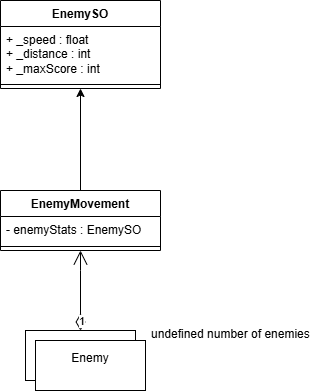 EnemySO
+ _speed : float
+ _distance : int
+ _maxScore : int
EnemyMovement
- enemyStats : EnemySO
1
undefined number of enemies
Enemy